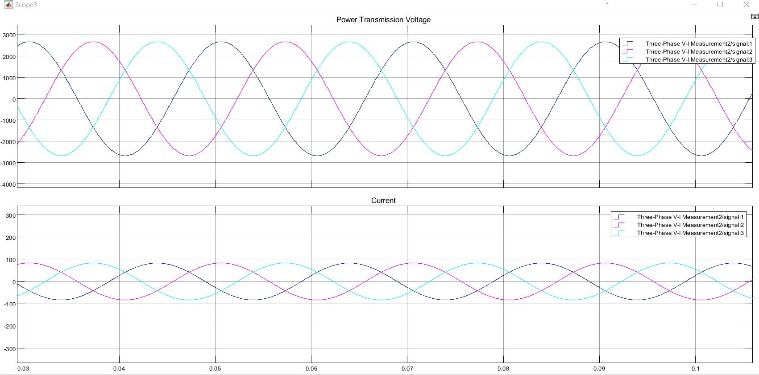 Scope3
Power Transmission Voltage
3000
2000
1000
0
-1000
-2000
-3000
-4000
Three-Phase V-I Measurement2/signal:1
Three-Phase V-I Measurement2/signal:2
Three-Phase V-I Measurement2/signal:3
Current
300
200
100
0
-100
-200
-300
Three-Phase V-I Measurement2/signal:1
Three-Phase V-I Measurement2/signal:2
Three-Phase V-I Measurement2/signal:3
0.03 0.04 0.05 0.06 0.07 0.08 0.09 0.1